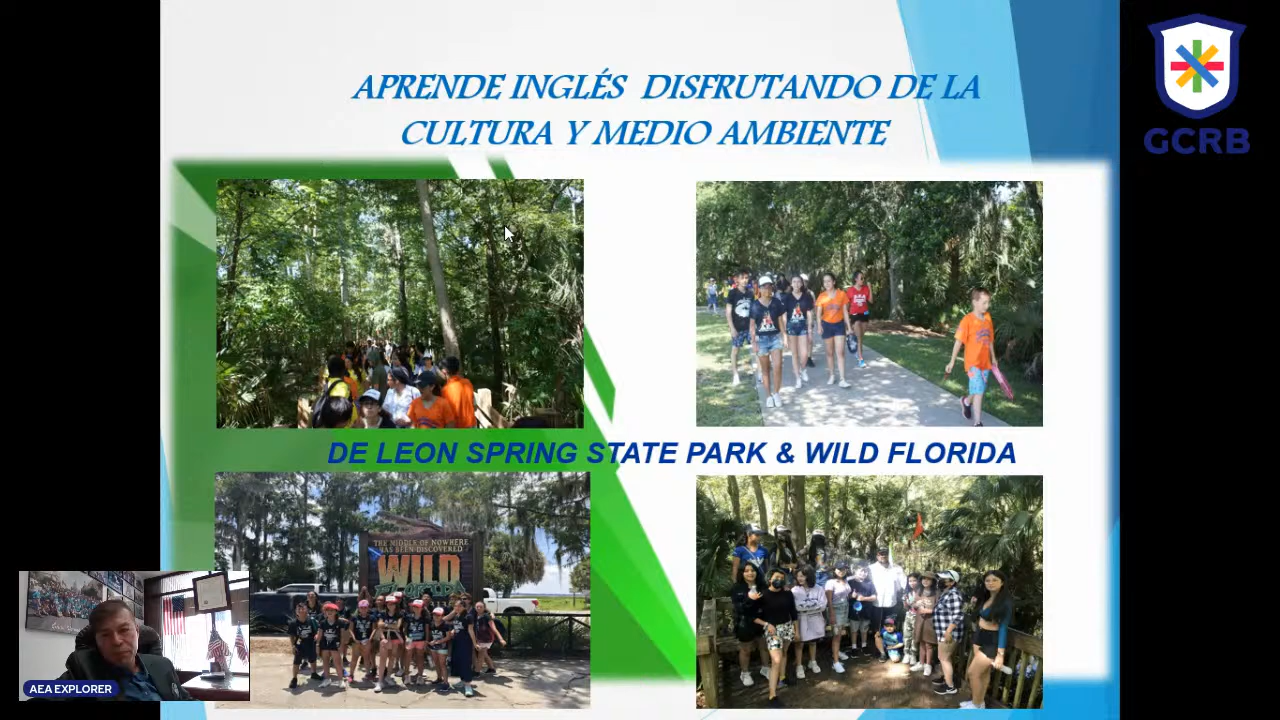 APRENDE INGLÉS DISFRUTANDO DE LA
CULTURA Y MEDIO AMBIENTE
GCRB
DE LEON SPRING STATE PARK & WILD FLORIDA
THE MIDDLE OF NOWHERE
HAS BEEN DISCOVERED
WILD
FLORIDA
AEA EXPLORER